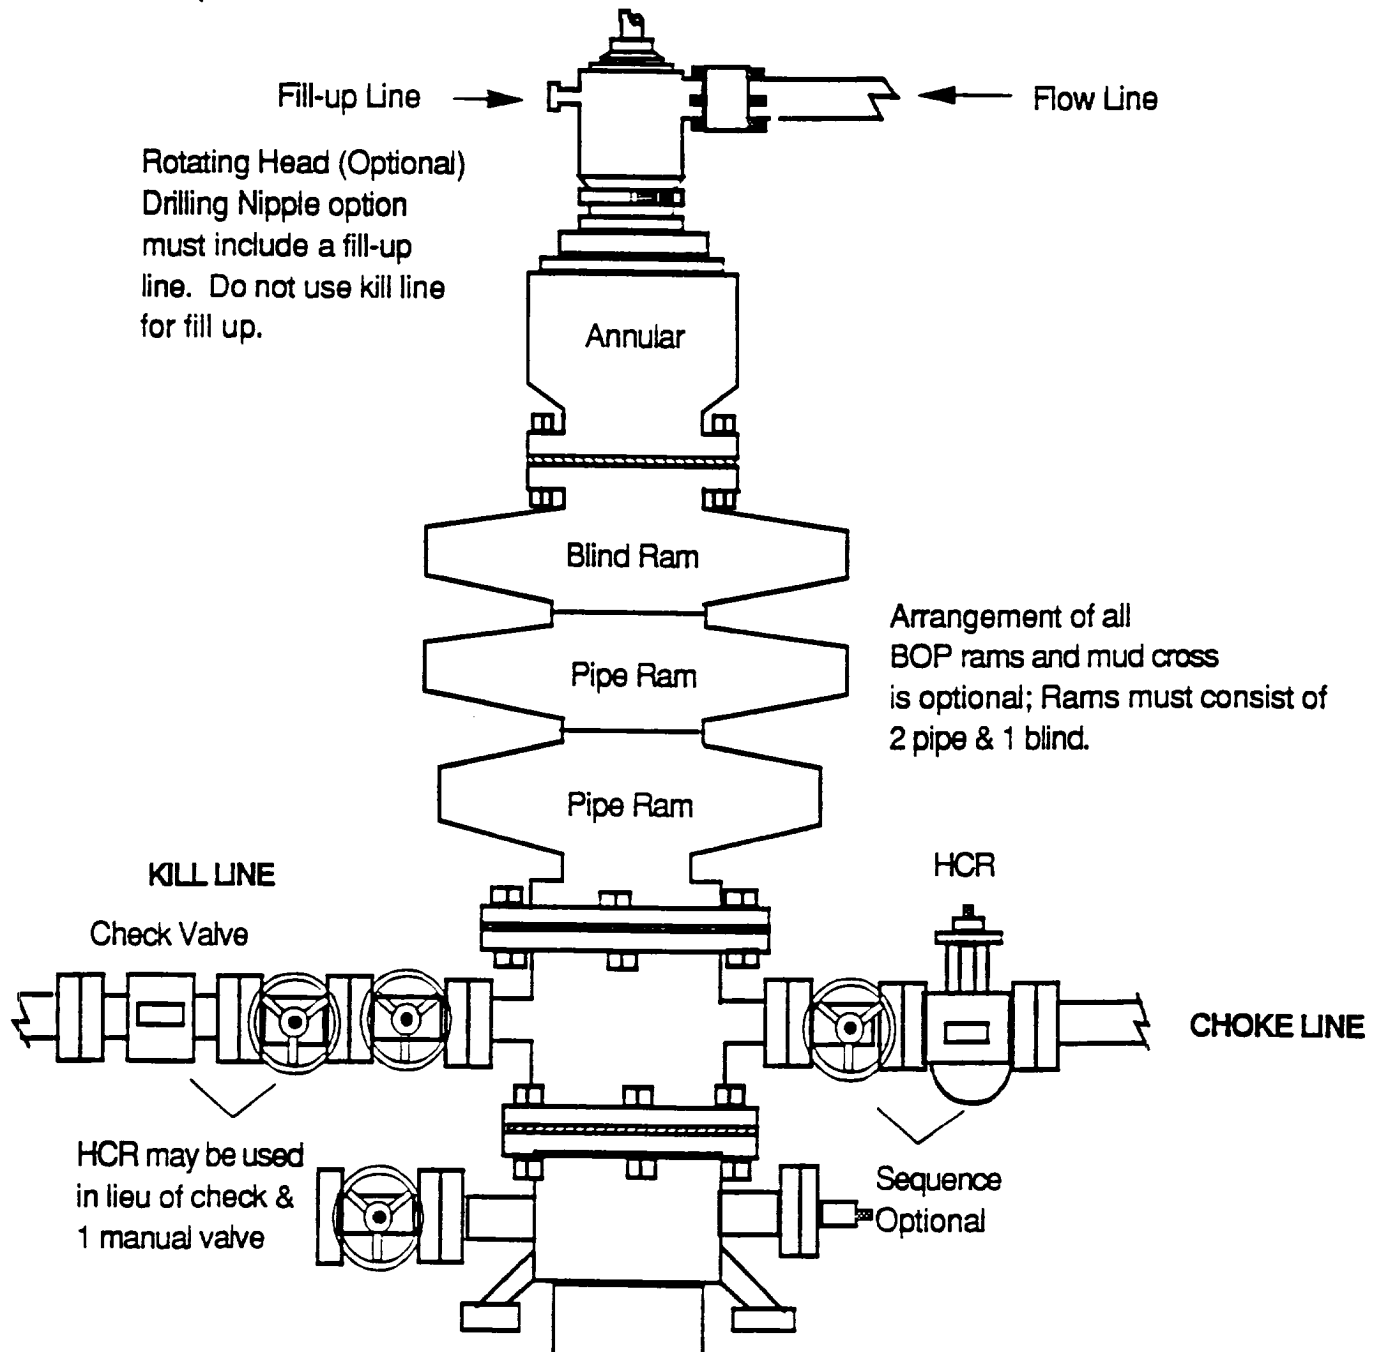 Fill-up Line
Flow Line
Rotating Head (Optional)
Drilling Nipple option
must include a fill-up
line. Do not use kill line
for fill up.
Annular
Blind Ram
Pipe Ram
Arrangement of all
BOP rams and mud cross
is optional; Rams must consist of
2 pipe & 1 blind.
Pipe Ram
KILL LINE
HCR
Check Valve
CHOKE LINE
HCR may be used
in lieu of check &
1 manual valve
Sequence
Optional